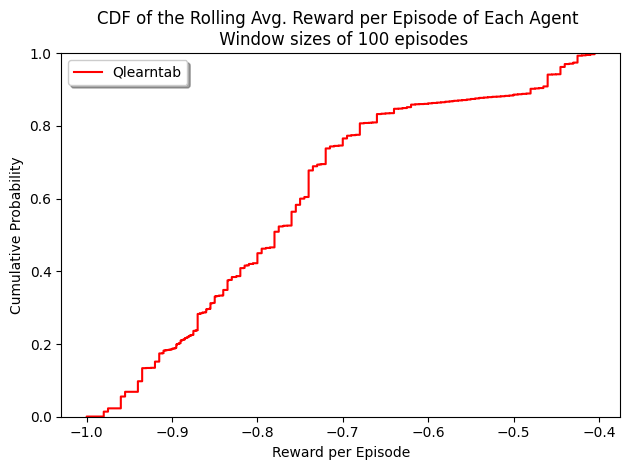 CDF of the Rolling Avg. Reward per Episode of Each Agent
Window sizes of 100 episodes
Qlearntab
Cumulative Probability
1.0
0.8
0.6
0.4
0.2
0.0
−1.0 −0.9 −0.8 −0.7 −0.6 −0.5 −0.4
Reward per Episode